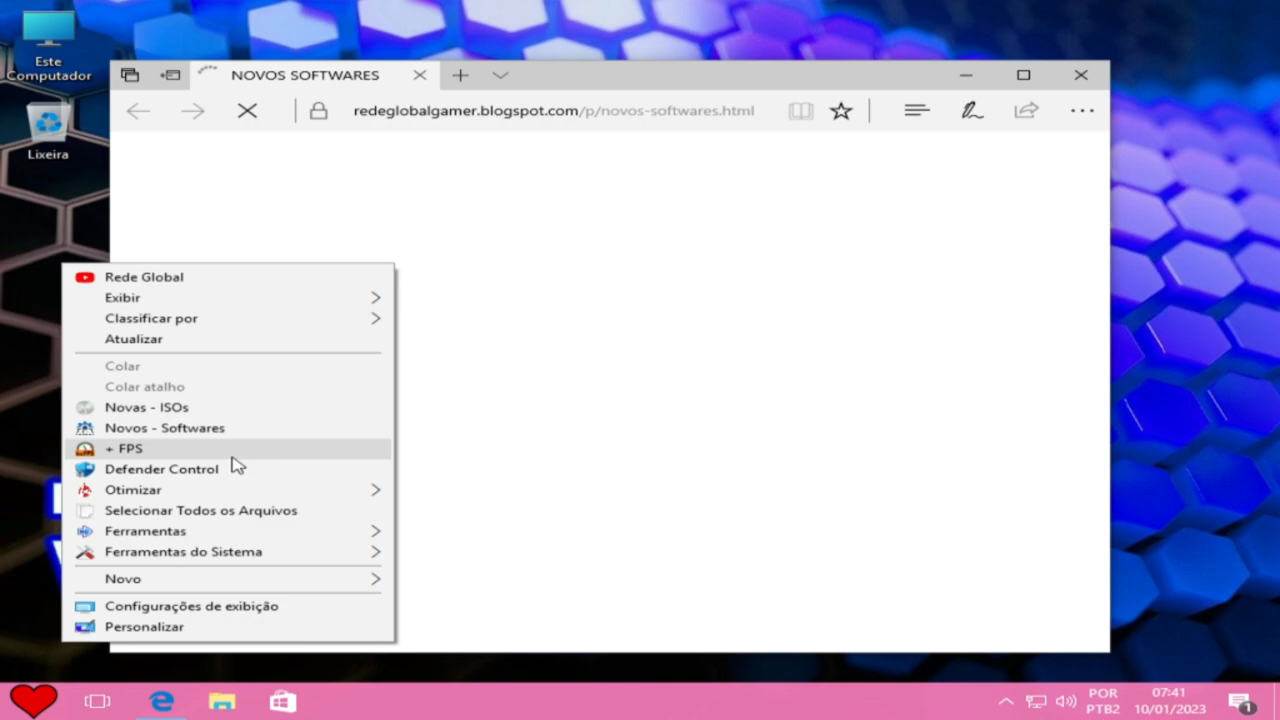 Este
Computador
Lixeira
NOVOS SOFTWARES
redeglobalgamer.blogspot.com/p/novos-softwares.html
Rede Global
Exibir
Classificar por
Atualizar
Colar
Colar atalho
Novas - ISOs
Novos - Softwares
+ FPS
Defender Control
Otimizar
Selecionar Todos os Arquivos
Ferramentas
Ferramentas do Sistema
Novo
Configurações de exibição
Personalizar
POR
PTB2
07:41
10/01/2023
1